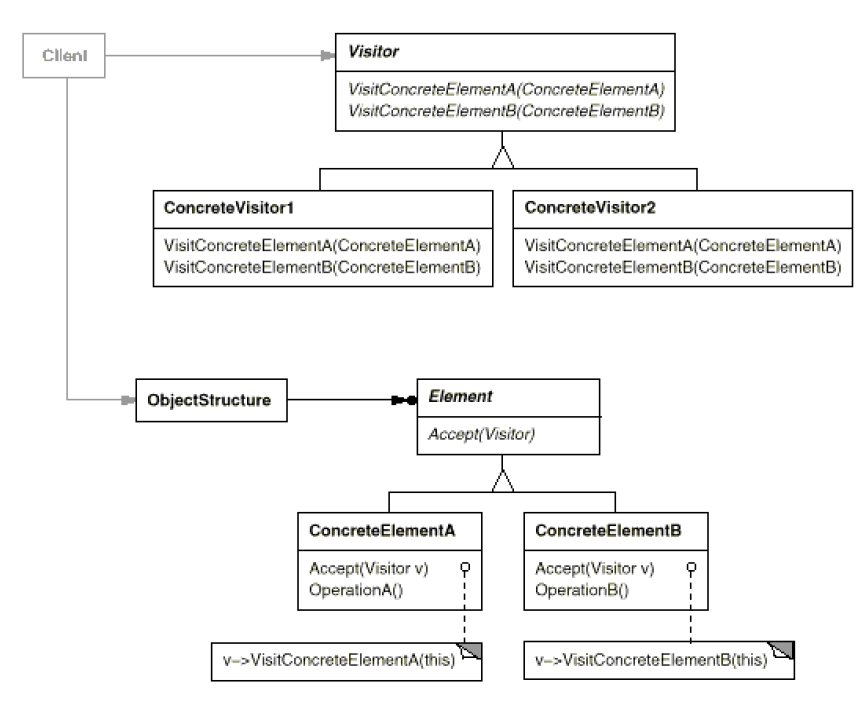 Client
Visitor
VisitConcreteElementA(ConcreteElementA)
VisitConcreteElementB(ConcreteElementB)
ConcreteVisitor1
VisitConcreteElementA(ConcreteElementA)
VisitConcreteElementB(ConcreteElementB)
ConcreteVisitor2
VisitConcreteElementA(ConcreteElementA)
VisitConcreteElementB(ConcreteElementB)
ObjectStructure
Element
Accept(Visitor)
ConcreteElementA
Accept(Visitor v)
OperationA()
ConcreteElementB
Accept(Visitor v)
OperationB()
v->VisitConcreteElementA(this)
v->VisitConcreteElementB(this)